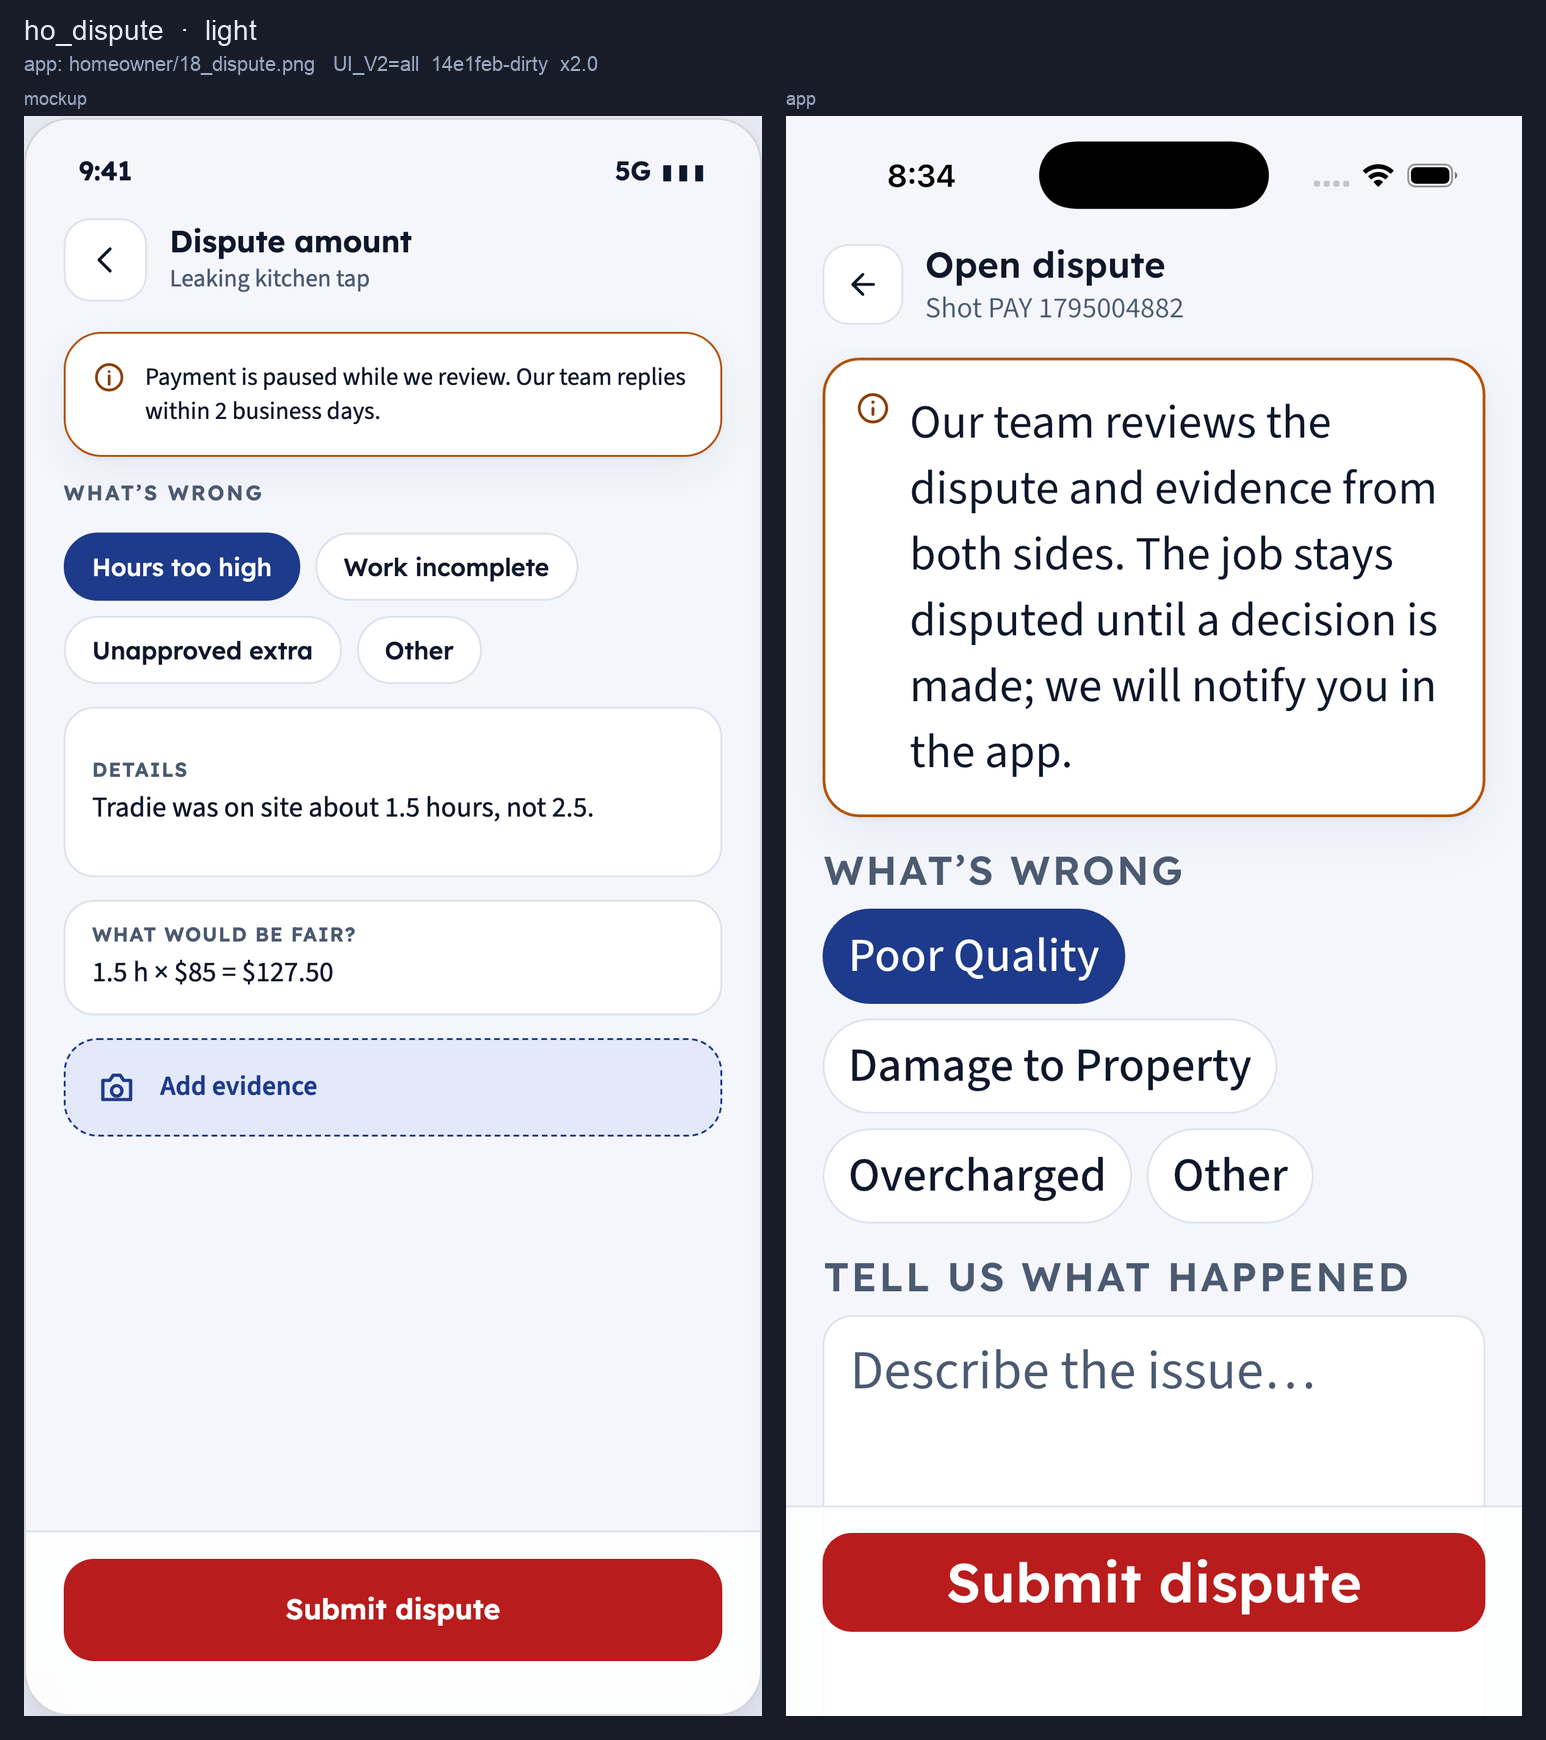 ho_dispute · light
app: homeowner/18_dispute.png UI_V2=all 14e1feb-dirty x2.0
mockup
9:41
5G
Dispute amount
Leaking kitchen tap
Payment is paused while we review. Our team replies
within 2 business days.
WHAT’S WRONG
Hours too high
Work incomplete
Unapproved extra
Other
DETAILS
Tradie was on site about 1.5 hours, not 2.5.
WHAT WOULD BE FAIR?
1.5 h × $85 = $127.50
Add evidence
Submit dispute
app
8:34
Open dispute
Shot PAY 1795004882
Our team reviews the
dispute and evidence from
both sides. The job stays
disputed until a decision is
made; we will notify you in
the app.
WHAT’S WRONG
Poor Quality
Damage to Property
Overcharged
Other
TELL US WHAT HAPPENED
Describe the issue…
Submit dispute